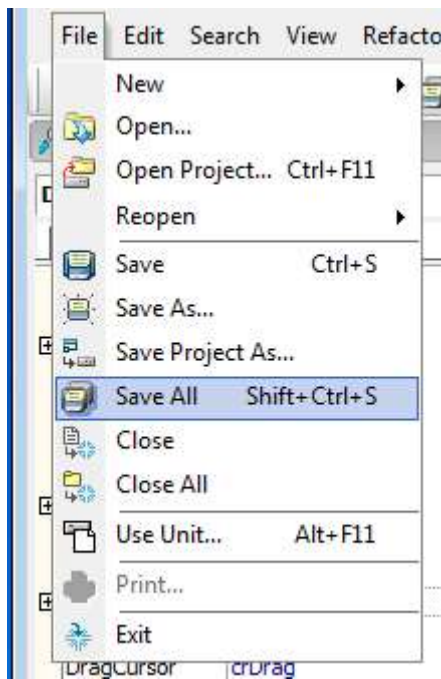 File Edit Search View Refacto
New
Open...
Open Project... Ctrl+F11
Reopen
Save Ctrl+S
Save As...
Save Project As...
Save All Shift+Ctrl+S
Close
Close All
Use Unit... Alt+F11
Print...
Exit
DragCursor crDrag